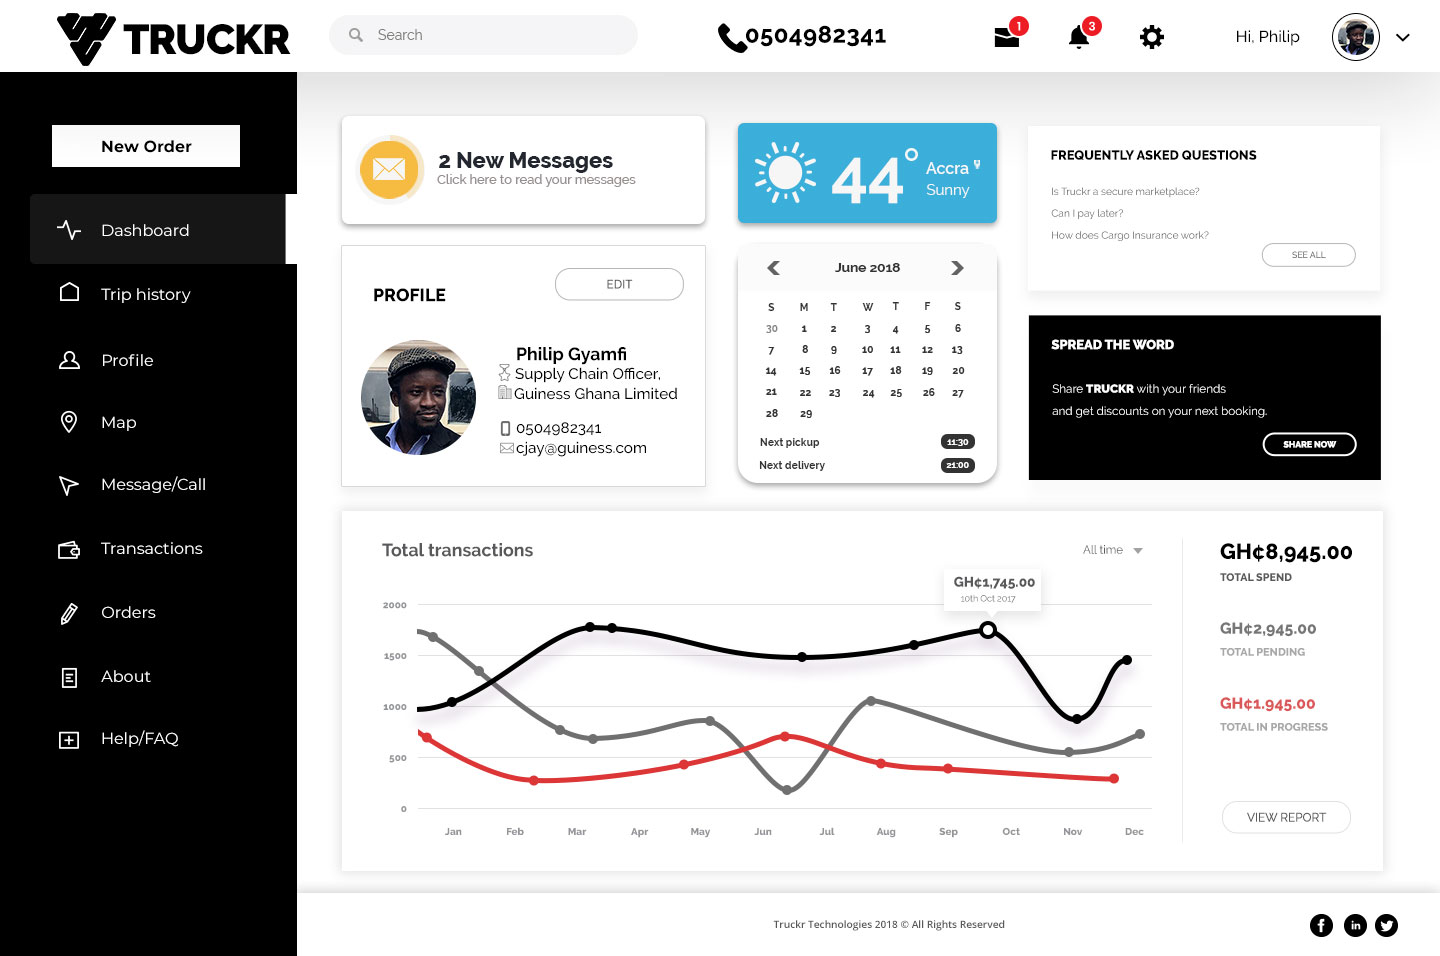 TRUCKR
Search
0504982341
1
3
Hi, Philip
New Order
Dashboard
Trip history
Profile
Map
Message/Call
Transactions
Orders
About
Help/FAQ
2 New Messages
Click here to read your messages
44°
Accra
Sunny
FREQUENTLY ASKED QUESTIONS
Is Truckr a secure marketplace?
Can I pay later?
How does Cargo Insurance work?
SEE ALL
PROFILE
EDIT
Philip Gyamfi
Supply Chain Officer,
Guiness Ghana Limited
0504982341
cjay@guiness.com
June 2018
S M T W T F S
30 1 2 3 4 5 6
7 8 9 10 11 12 13
14 15 16 17 18 19 20
21 22 23 24 25 26 27
28 29
Next pickup 11:30
Next delivery 21:00
SPREAD THE WORD
Share TRUCKR with your friends
and get discounts on your next booking.
SHARE NOW
Total transactions
All time
GH¢1,745.00
10th Oct 2017
2000
1500
1000
500
0
Jan Feb Mar Apr May Jun Jul Aug Sep Oct Nov Dec
GH¢8,945.00
TOTAL SPEND
GH¢2,945.00
TOTAL PENDING
GH¢1.945.00
TOTAL IN PROGRESS
VIEW REPORT
Truckr Technologies 2018 © All Rights Reserved